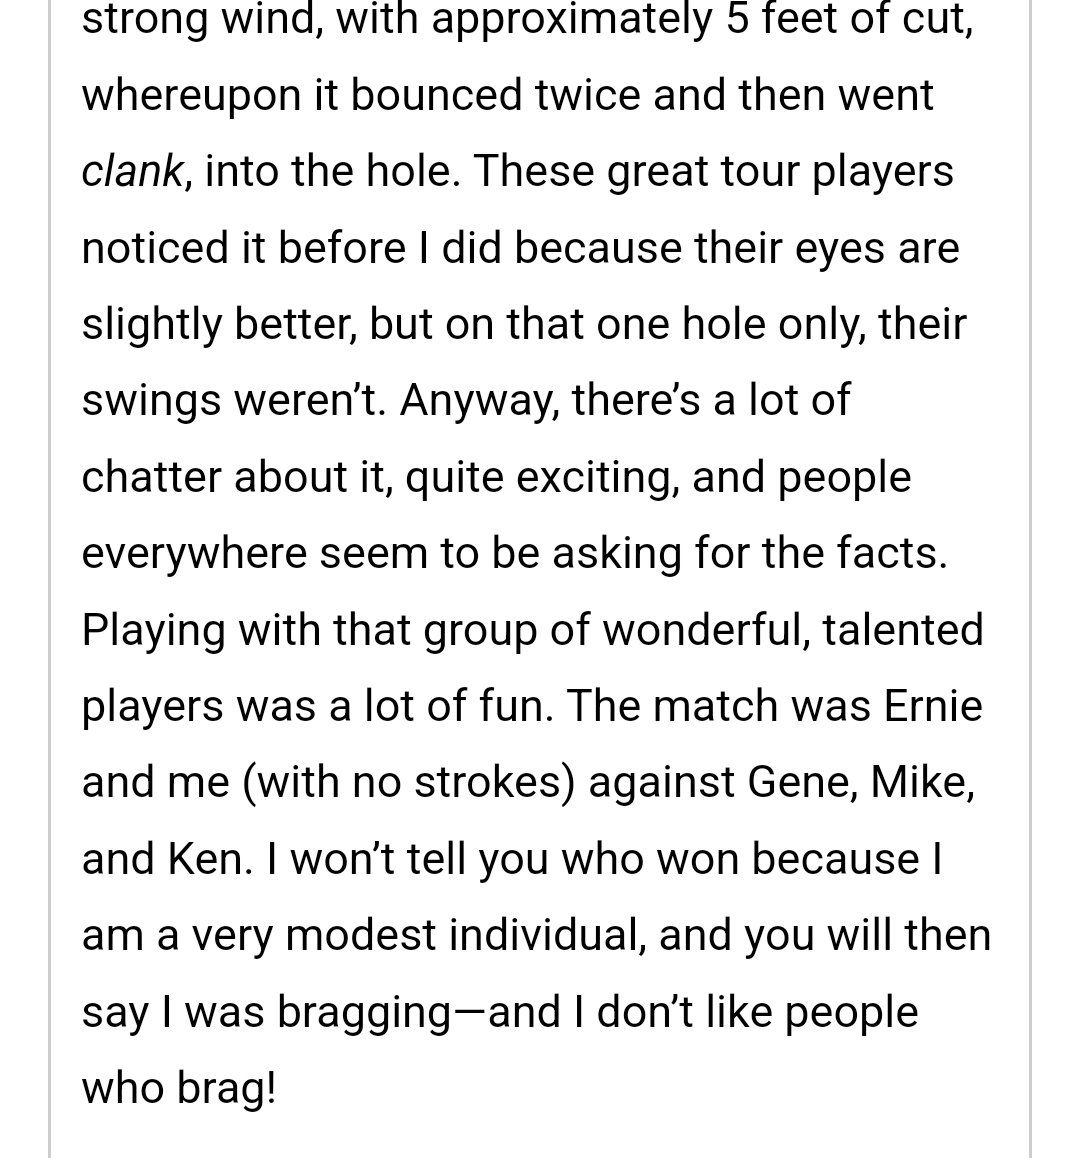 strong wind, with approximately 5 feet of cut,
whereupon it bounced twice and then went
clank, into the hole. These great tour players
noticed it before I did because their eyes are
slightly better, but on that one hole only, their
swings weren’t. Anyway, there’s a lot of
chatter about it, quite exciting, and people
everywhere seem to be asking for the facts.
Playing with that group of wonderful, talented
players was a lot of fun. The match was Ernie
and me (with no strokes) against Gene, Mike,
and Ken. I won’t tell you who won because I
am a very modest individual, and you will then
say I was bragging—and I don’t like people
who brag!